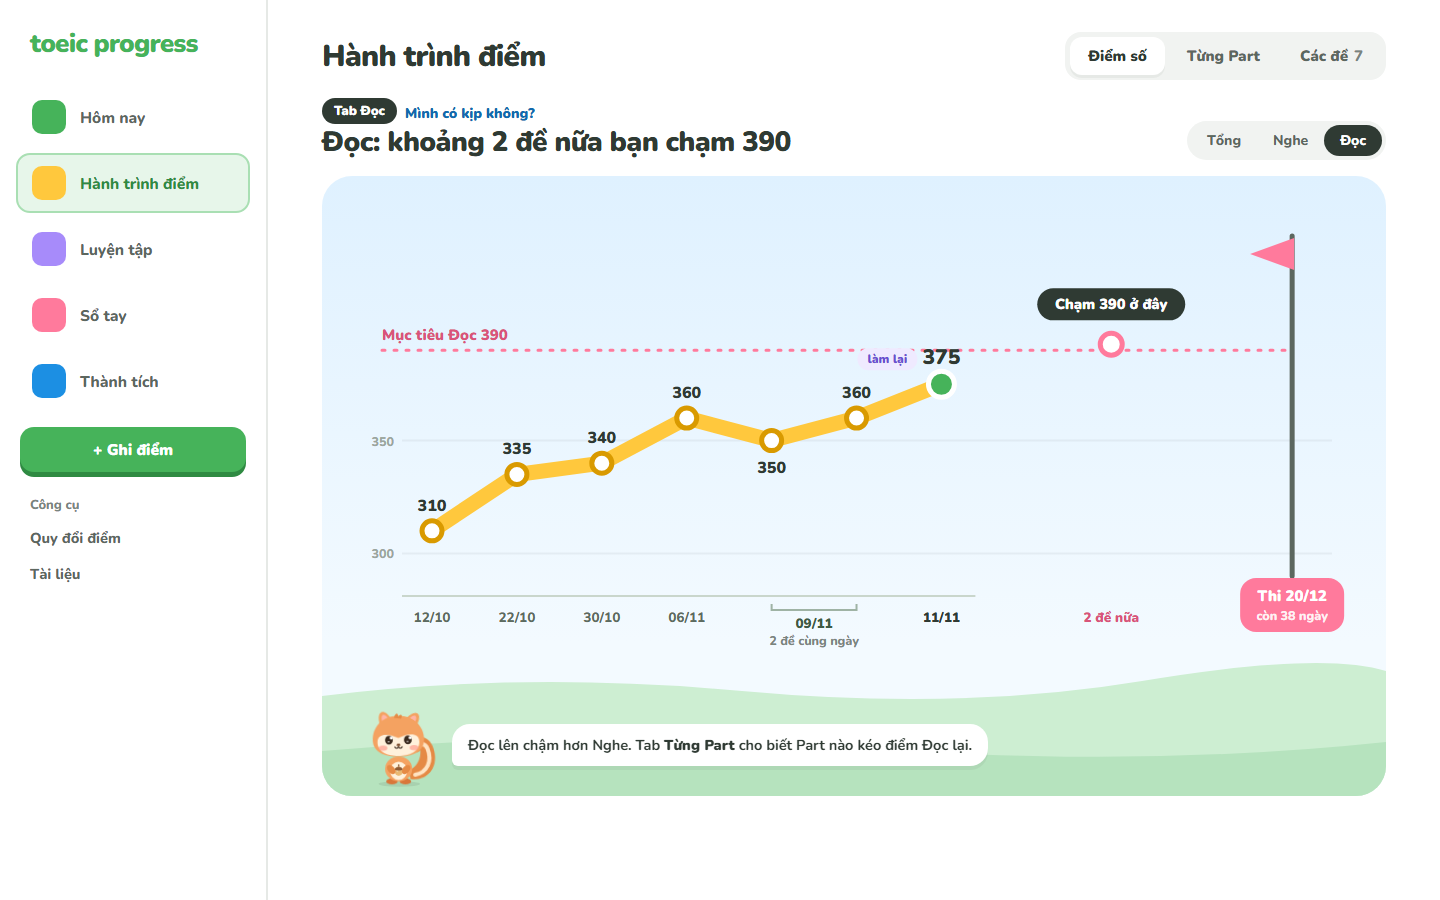 toeic progress
Hôm nay
Hành trình điểm
Luyện tập
Sổ tay
Thành tích
+ Ghi điểm
Công cụ
Quy đổi điểm
Tài liệu
Hành trình điểm
Điểm số
Từng Part
Các đề 7
Tab Đọc
Mình có kịp không?
Đọc: khoảng 2 đề nữa bạn chạm 390
Tổng
Nghe
Đọc
Chạm 390 ở đây
Mục tiêu Đọc 390
làm lại
375
360
360
340
335
350
310
350
300
12/10
22/10
30/10
06/11
09/11
2 đề cùng ngày
11/11
2 đề nữa
Thi 20/12
còn 38 ngày
Đọc lên chậm hơn Nghe. Tab Từng Part cho biết Part nào kéo điểm Đọc lại.